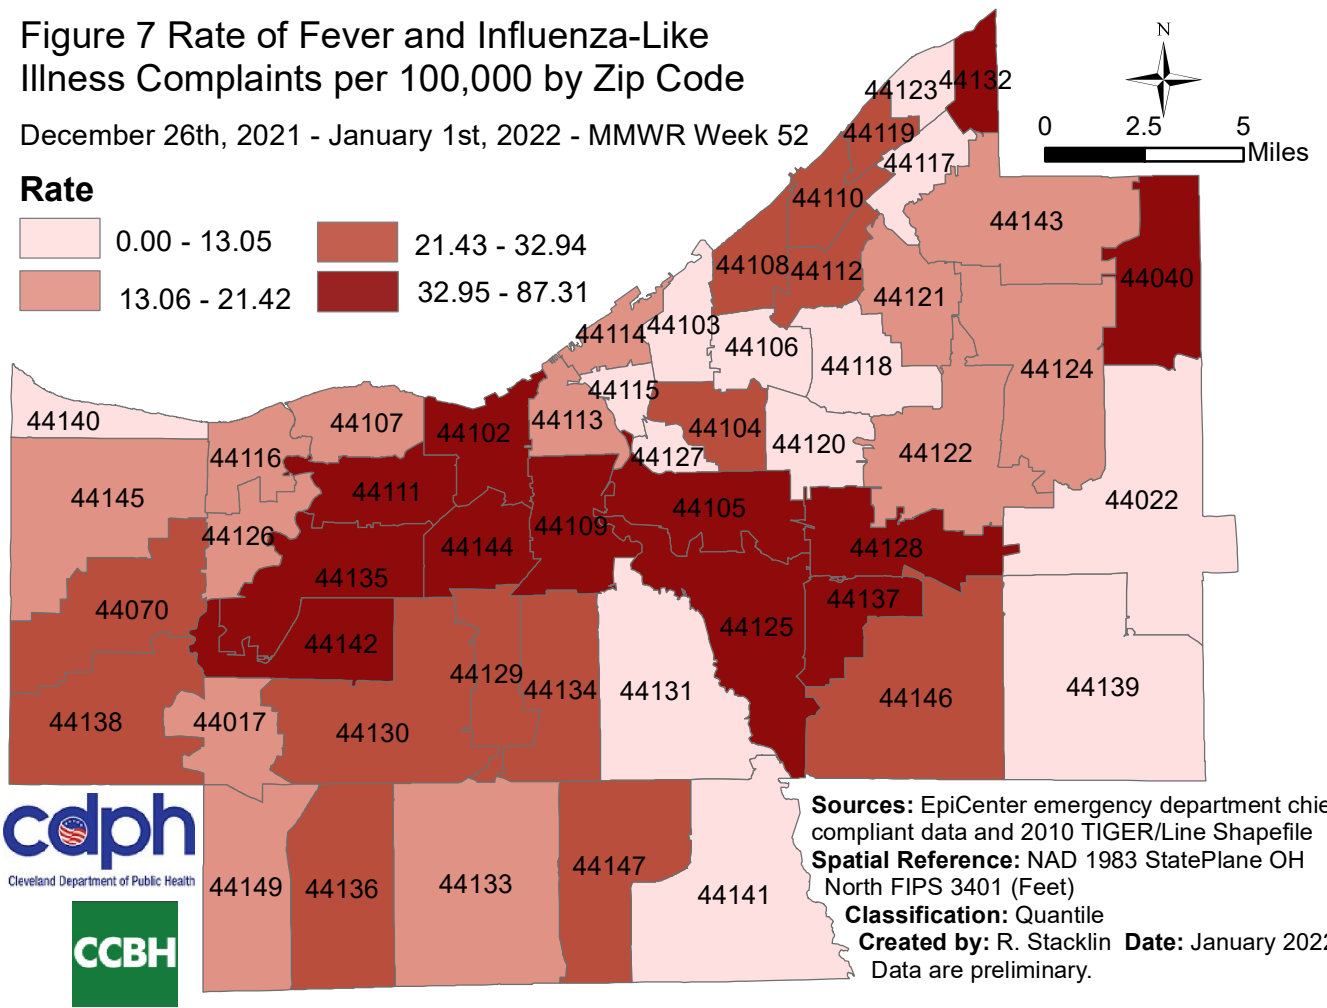 Figure 7 Rate of Fever and Influenza-Like
Illness Complaints per 100,000 by Zip Code
December 26th, 2021 - January 1st, 2022 - MMWR Week 52
Rate
0.00 - 13.05
13.06 - 21.42
21.43 - 32.94
32.95 - 87.31
N
0 2.5 5
Miles
44123
44132
44119
44117
44110
44143
44108
44112
44040
44121
44114
44103
44106
44118
44124
44115
44140
44107
44102
44113
44104
44120
44122
44116
44127
44145
44111
44105
44022
44126
44109
44144
44128
44135
44070
44137
44142
44125
44129
44134
44131
44146
44139
44138
44017
44130
44149
44136
44133
44147
44141
cdph
Cleveland Department of Public Health
CCBH
Sources: EpiCenter emergency department chie
compliant data and 2010 TIGER/Line Shapefile
Spatial Reference: NAD 1983 StatePlane OH
North FIPS 3401 (Feet)
Classification: Quantile
Created by: R. Stacklin Date: January 2022
Data are preliminary.